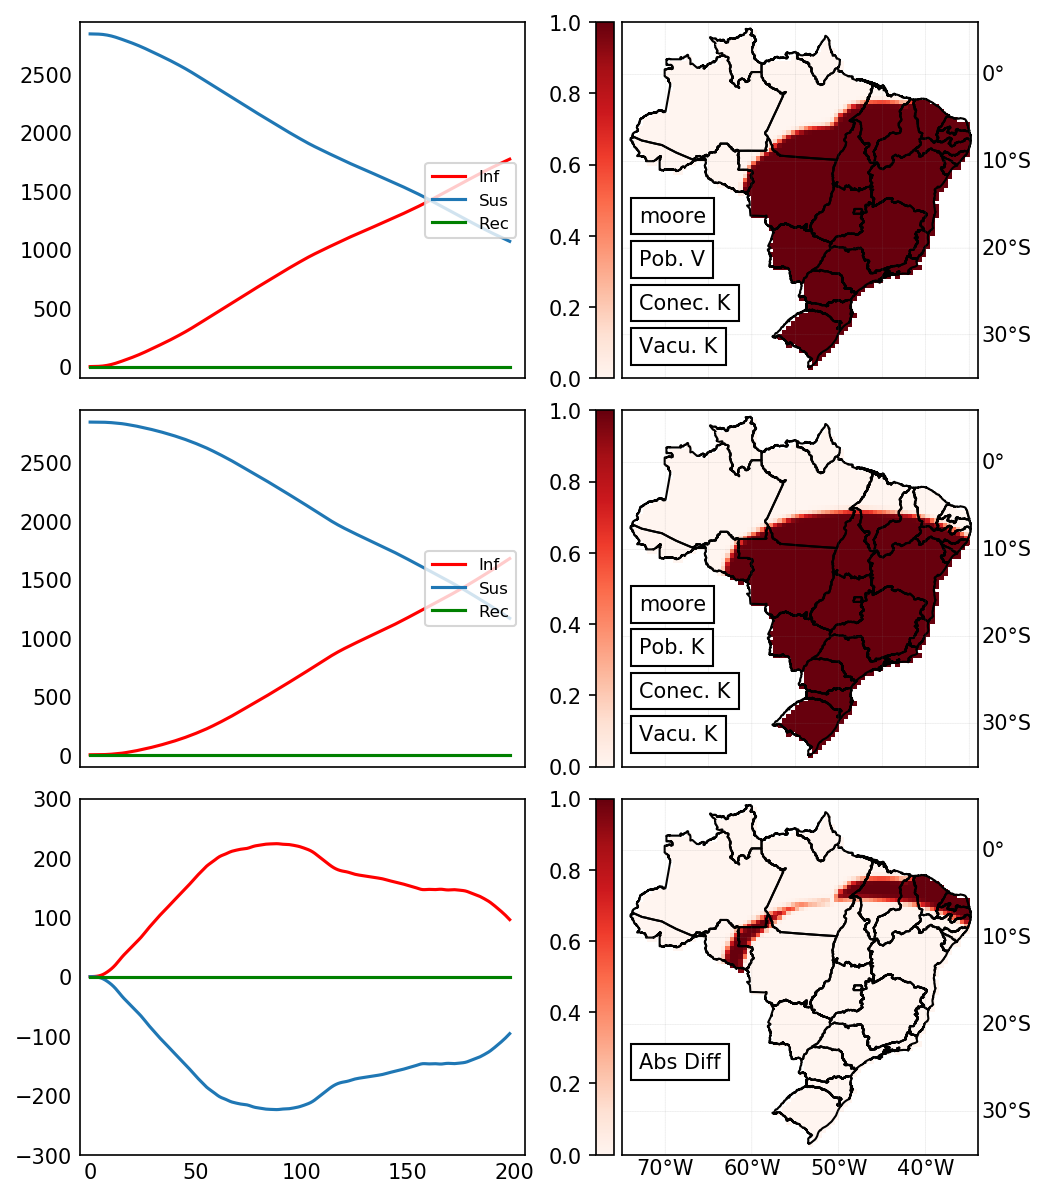 2500
2000
1500
1000
500
0
Inf
Sus
Rec
1.0
0.8
0.6
0.4
0.2
0.0
moore
Pob. V
Conec. K
Vacu. K
0°
10°S
20°S
30°S
2500
2000
1500
1000
500
0
Inf
Sus
Rec
1.0
0.8
0.6
0.4
0.2
0.0
moore
Pob. K
Conec. K
Vacu. K
0°
10°S
20°S
30°S
300
200
100
0
−100
−200
−300
0 50 100 150 200
1.0
0.8
0.6
0.4
0.2
0.0
Abs Diff
0°
10°S
20°S
30°S
70°W 60°W 50°W 40°W